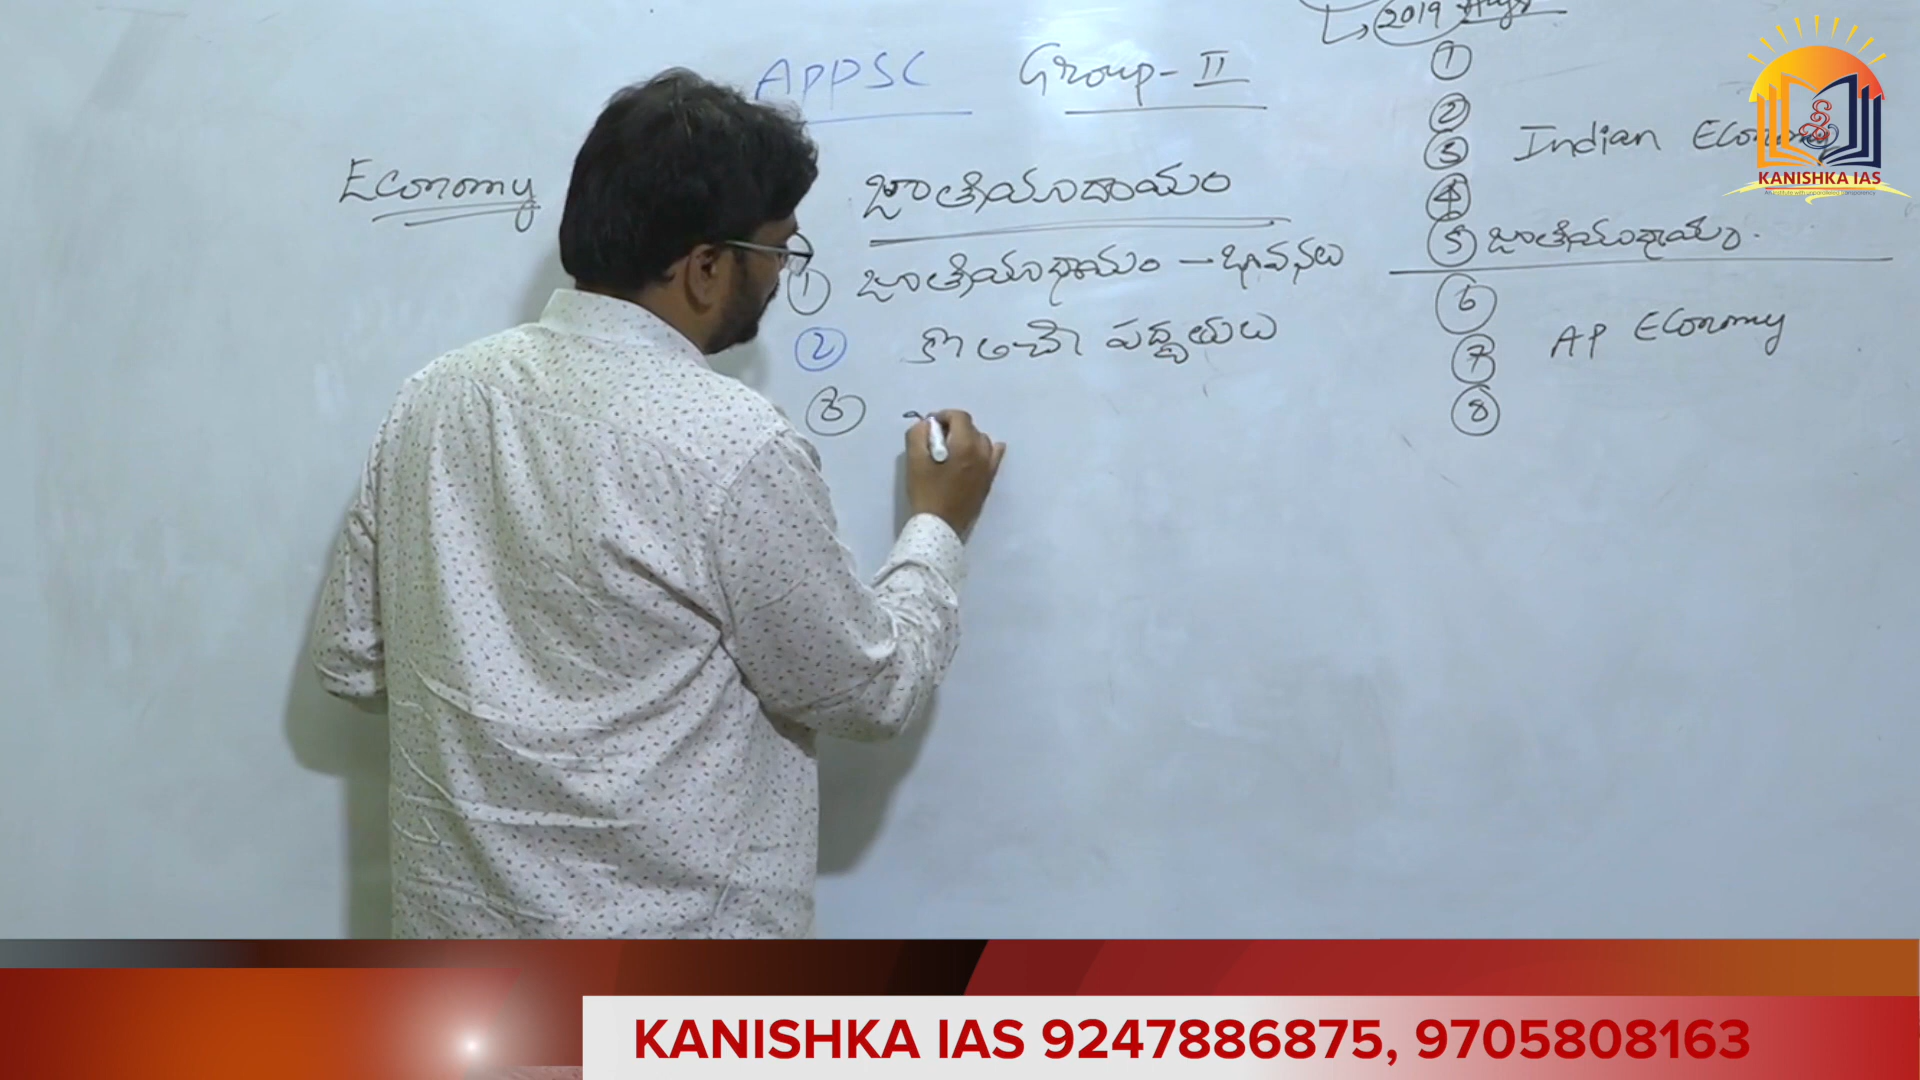 APPSC Group - II
Economy
జాతీయాదాయం
① జాతీయాదాయం - భావనలు
② లెక్కించే పద్ధతులు
③
2019
①
②
③ Indian Economy
④
⑤ జాతీయాదాయం.
⑥
⑦ AP Economy
⑧
KANISHKA IAS
KANISHKA IAS 9247886875, 9705808163